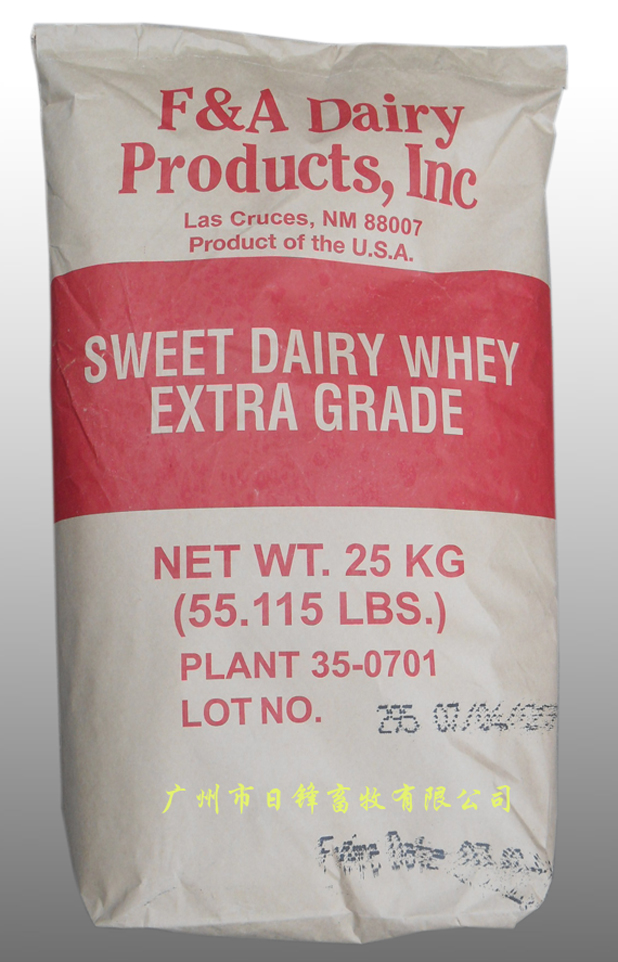 F&A Dairy
Products, Inc
Las Cruces, NM 88007
Product of the U.S.A.
SWEET DAIRY WHEY
EXTRA GRADE
NET WT. 25 KG
(55.115 LBS.)
PLANT 35-0701
LOT NO.
广州市日锋畜牧有限公司
Date